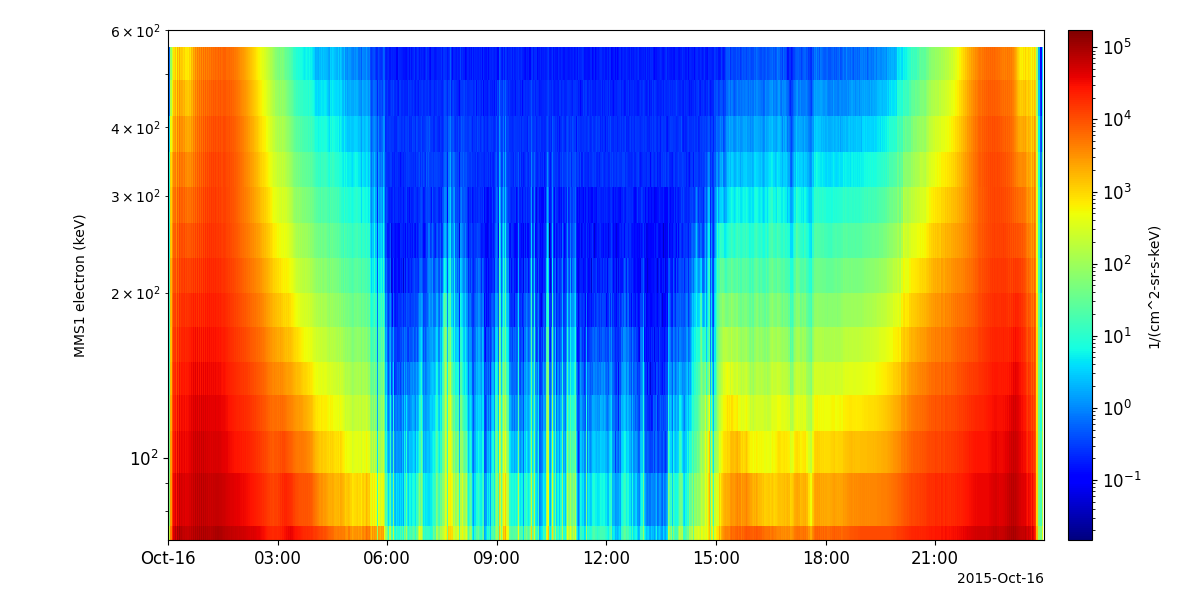 6 × 10²
4 × 10²
3 × 10²
2 × 10²
10²
MMS1 electron (keV)
Oct-16 03:00 06:00 09:00 12:00 15:00 18:00 21:00
2015-Oct-16
10⁵
10⁴
10³
10²
10¹
10⁰
10⁻¹
1/(cm^2-sr-s-keV)